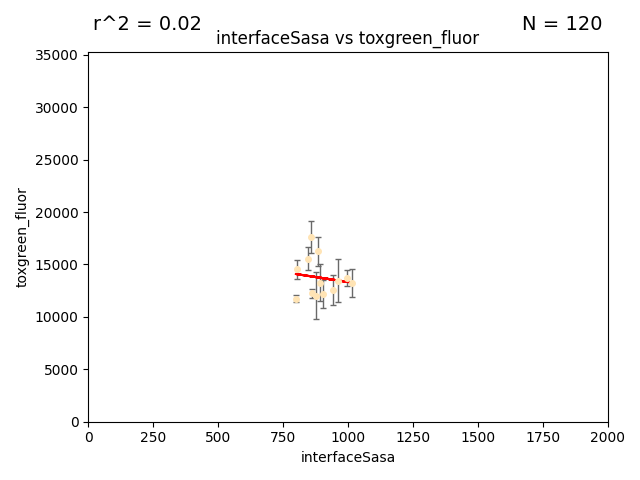 r^2 = 0.02
N = 120
interfaceSasa vs toxgreen_fluor
35000
30000
25000
20000
15000
10000
5000
0
toxgreen_fluor
0 250 500 750 1000 1250 1500 1750 2000
interfaceSasa